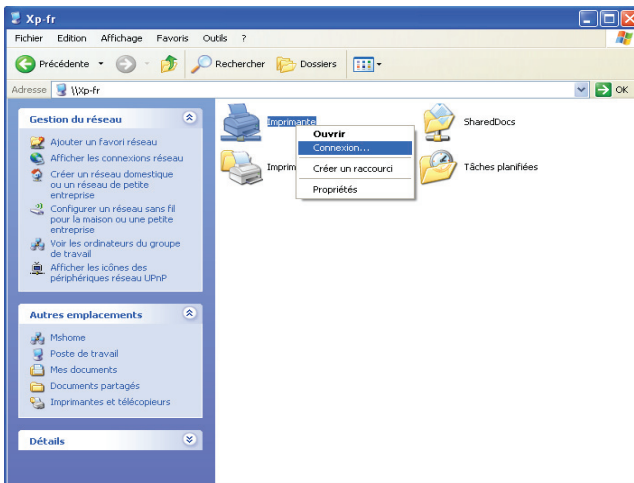 Xp-fr
Fichier Edition Affichage Favoris Outils ?
Précédente Rechercher Dossiers
Adresse \\Xp-fr OK
Gestion du réseau
Ajouter un favori réseau
Afficher les connexions réseau
Créer un réseau domestique
ou un réseau de petite
entreprise
Configurer un réseau sans fil
pour la maison ou une petite
entreprise
Voir les ordinateurs du groupe
de travail
Afficher les icônes des
périphériques réseau UPnP
Autres emplacements
Mshome
Poste de travail
Mes documents
Documents partagés
Imprimantes et télécopieurs
Détails
Imprimante
SharedDocs
Imprim
Tâches planifiées
Ouvrir
Connexion...
Créer un raccourci
Propriétés